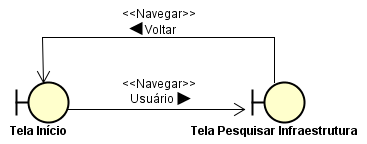 <<Navegar>>
Voltar
<<Navegar>>
Usuário
Tela Início
Tela Pesquisar Infraestrutura